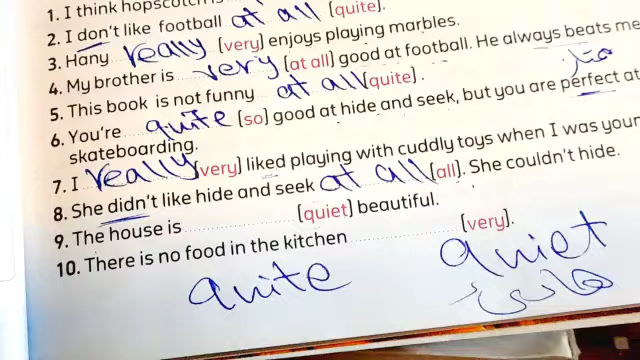 1. I think hopscotch
2. I don't like football at all [quite].
3. Hany really [very] enjoys playing marbles.
4. My brother is very [at all] good at football. He always beats me
5. This book is not funny at all [quite].
6. You're quite [so] good at hide and seek, but you are perfect at
skateboarding.
7. I really [very] liked playing with cuddly toys when I was young
8. She didn't like hide and seek at all [all]. She couldn't hide.
9. The house is [quiet] beautiful.
10. There is no food in the kitchen [very].
quite quiet
هادئ